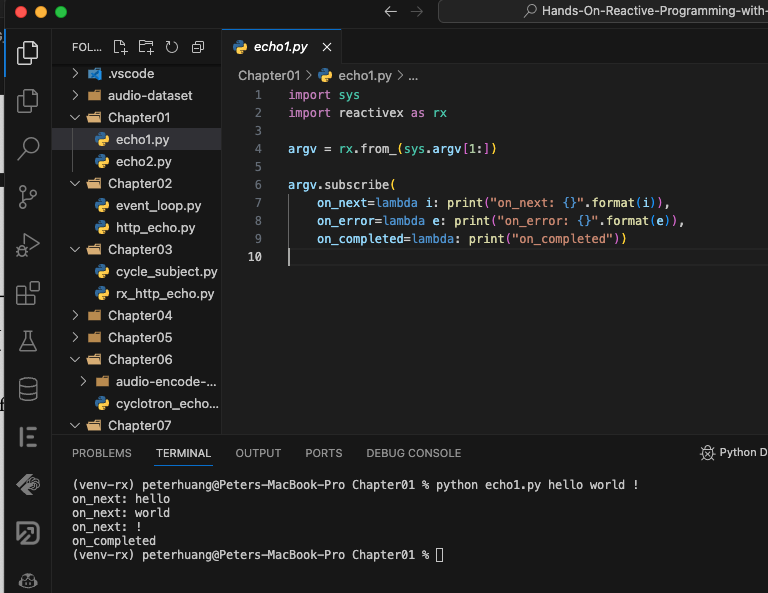 Hands-On-Reactive-Programming-with-
FOL...
echo1.py
.vscode
audio-dataset
Chapter01
echo1.py
echo2.py
Chapter02
event_loop.py
http_echo.py
Chapter03
cycle_subject.py
rx_http_echo.py
Chapter04
Chapter05
Chapter06
audio-encode-...
cyclotron_echo...
Chapter07
Chapter01 > echo1.py > ...
1 import sys
2 import reactivex as rx
3
4 argv = rx.from_(sys.argv[1:])
5
6 argv.subscribe(
7     on_next=lambda i: print("on_next: {}".format(i)),
8     on_error=lambda e: print("on_error: {}".format(e)),
9     on_completed=lambda: print("on_completed"))
10
PROBLEMS TERMINAL OUTPUT PORTS DEBUG CONSOLE
Python D
(venv-rx) peterhuang@Peters-MacBook-Pro Chapter01 % python echo1.py hello world !
on_next: hello
on_next: world
on_next: !
on_completed
(venv-rx) peterhuang@Peters-MacBook-Pro Chapter01 %